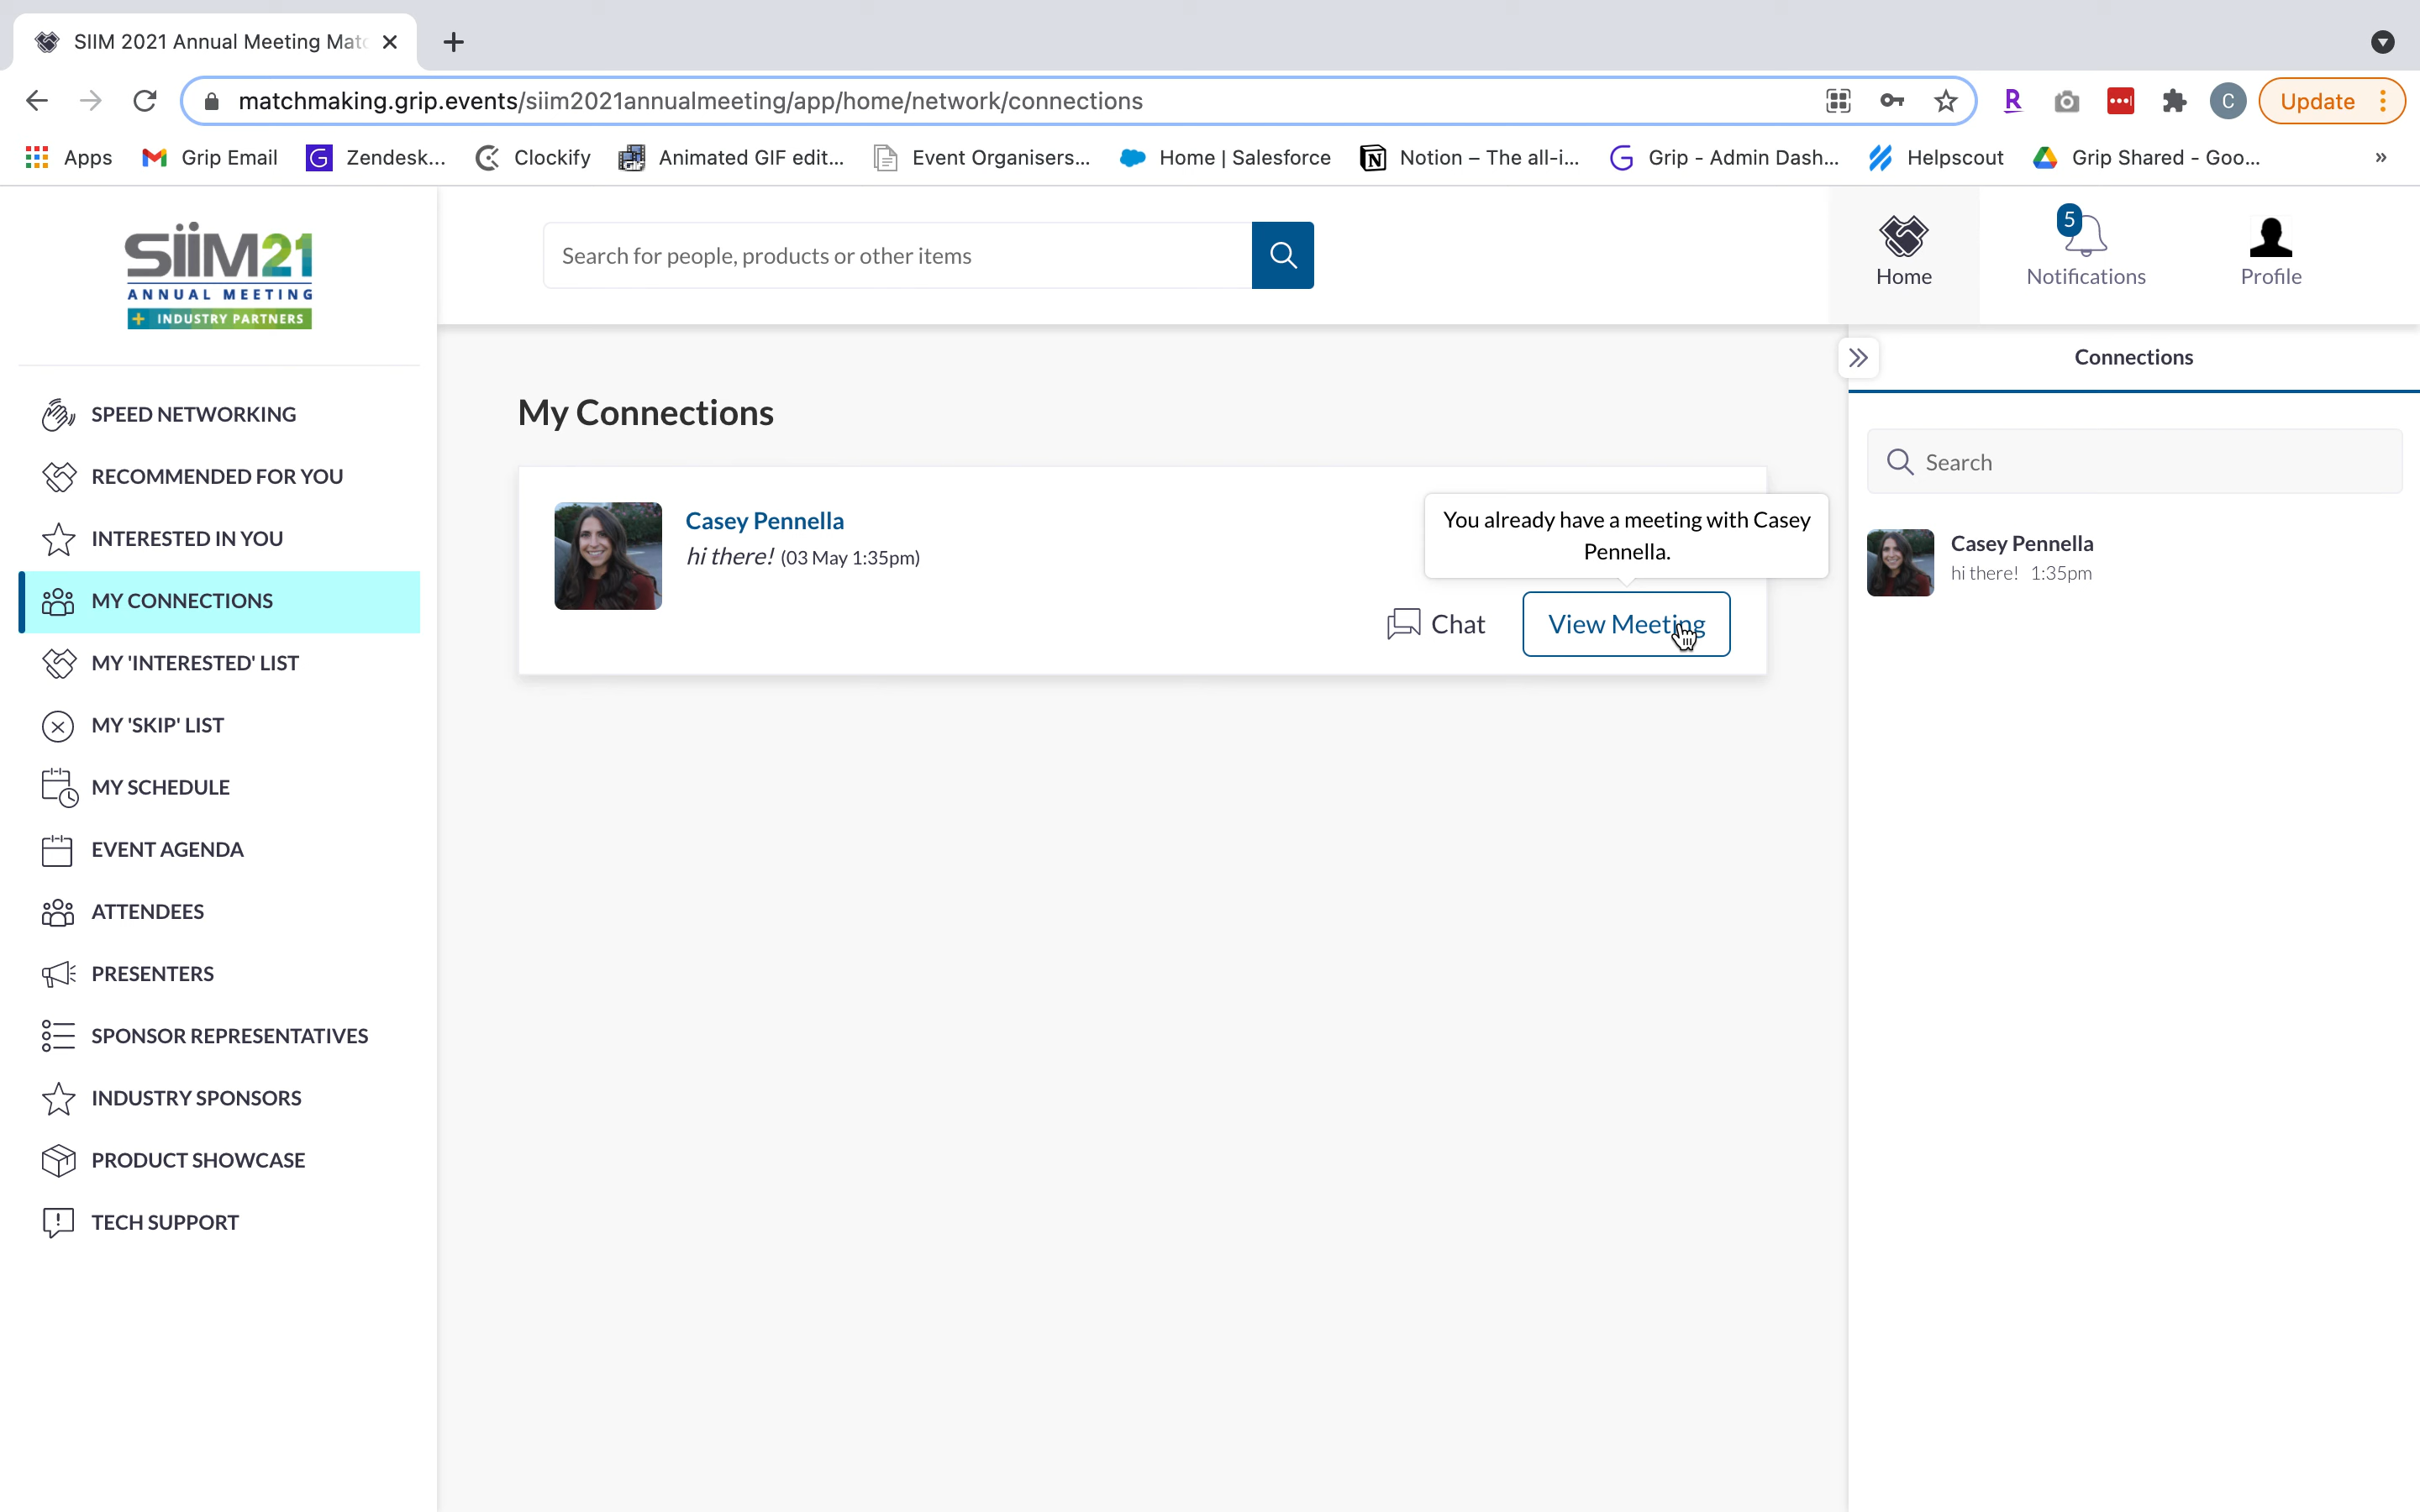 SIIM 2021 Annual Meeting Mat
matchmaking.grip.events/siim2021annualmeeting/app/home/network/connections
R
C
Update
Apps
Grip Email
G
Zendesk...
Clockify
Animated GIF edit...
Event Organisers...
Home | Salesforce
Notion – The all-i...
Grip - Admin Dash...
Helpscout
Grip Shared - Goo...
»
SiiM21
ANNUAL MEETING
+ INDUSTRY PARTNERS
Search for people, products or other items
Home
5
Notifications
Profile
SPEED NETWORKING
RECOMMENDED FOR YOU
INTERESTED IN YOU
MY CONNECTIONS
MY 'INTERESTED' LIST
MY 'SKIP' LIST
MY SCHEDULE
EVENT AGENDA
ATTENDEES
PRESENTERS
SPONSOR REPRESENTATIVES
INDUSTRY SPONSORS
PRODUCT SHOWCASE
TECH SUPPORT
My Connections
Casey Pennella
hi there! (03 May 1:35pm)
You already have a meeting with Casey
Pennella.
Chat
View Meeting
Connections
Search
Casey Pennella
hi there! 1:35pm